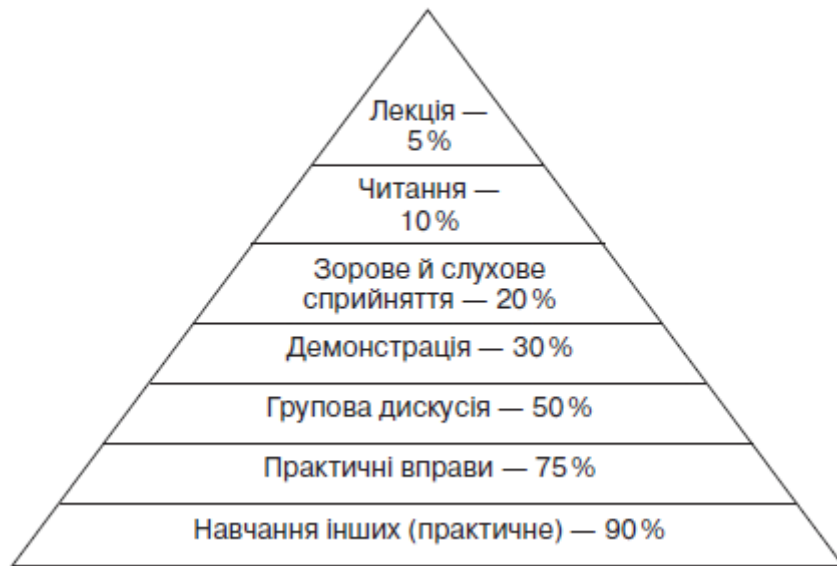 Лекція —
5 %
Читання —
10 %
Зорове й слухове
сприйняття — 20 %
Демонстрація — 30 %
Групова дискусія — 50 %
Практичні вправи — 75 %
Навчання інших (практичне) — 90 %